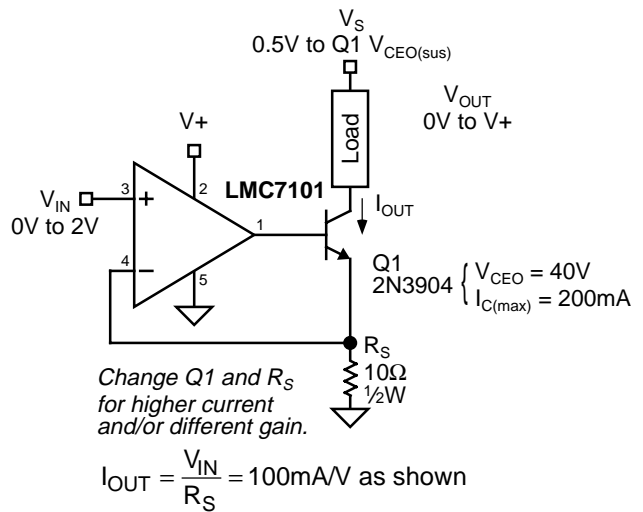 V_S
0.5V to Q1 V_CEO(sus)
V_OUT
0V to V+
V+
Load
LMC7101
I_OUT
V_IN
0V to 2V
3
+
2
1
4
–
5
Q1
2N3904
V_CEO = 40V
I_C(max) = 200mA
R_S
10Ω
½W
Change Q1 and R_S
for higher current
and/or different gain.
I_OUT = V_IN / R_S = 100mA/V as shown